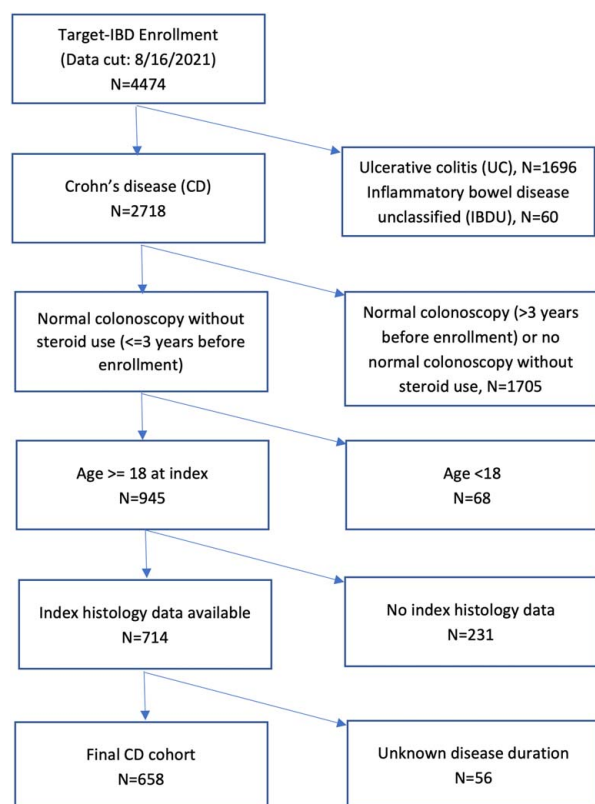 Target-IBD Enrollment
(Data cut: 8/16/2021)
N=4474
Crohn’s disease (CD)
N=2718
Ulcerative colitis (UC), N=1696
Inflammatory bowel disease
unclassified (IBDU), N=60
Normal colonoscopy without
steroid use (<=3 years before
enrollment)
Normal colonoscopy (>3 years
before enrollment) or no
normal colonoscopy without
steroid use, N=1705
Age >= 18 at index
N=945
Age <18
N=68
Index histology data available
N=714
No index histology data
N=231
Final CD cohort
N=658
Unknown disease duration
N=56